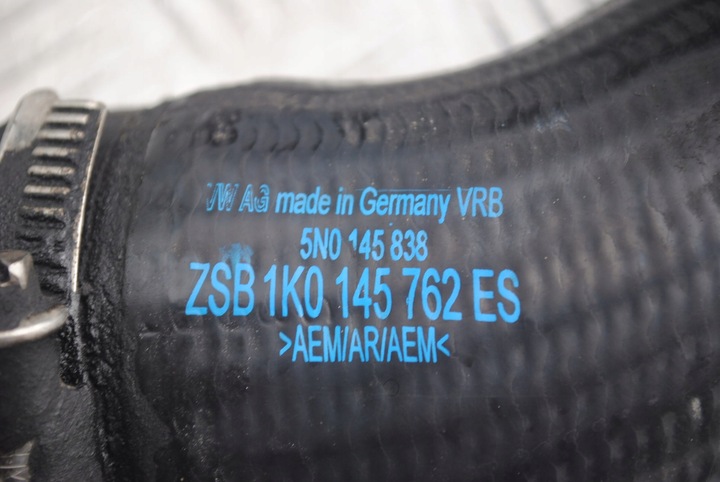 VW AG made in Germany VRB
5N0 145 838
ZSB 1K0 145 762 ES
>AEM/AR/AEM<